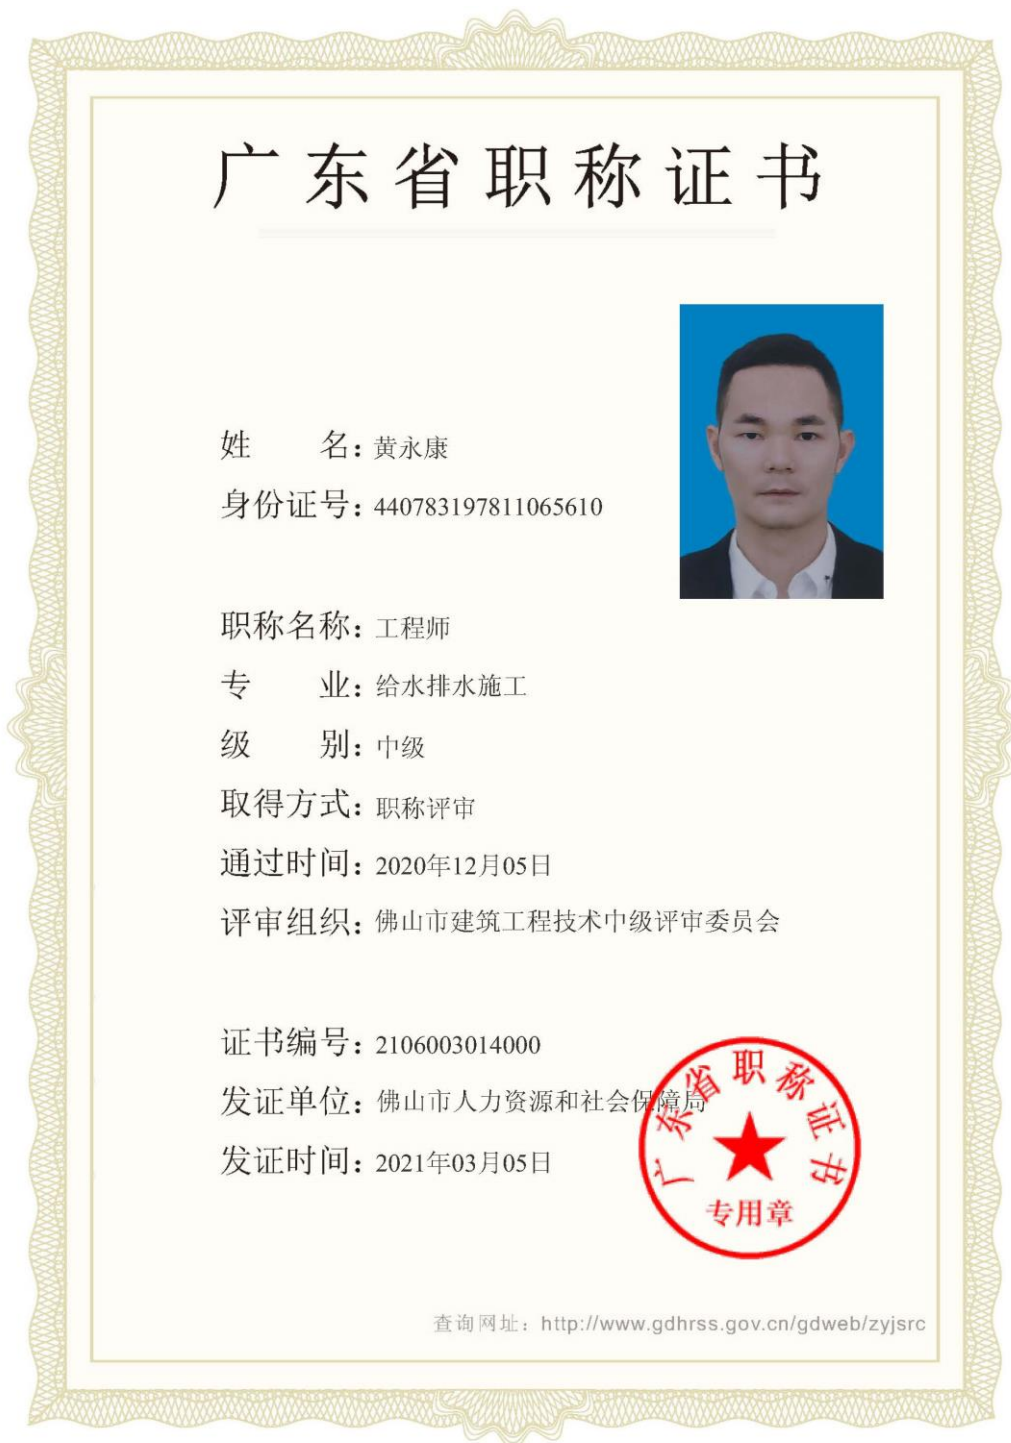 广东省职称证书
姓 名：黄永康
身份证号：440783197811065610
职称名称：工程师
专 业：给水排水施工
级 别：中级
取得方式：职称评审
通过时间：2020年12月05日
评审组织：佛山市建筑工程技术中级评审委员会
证书编号：2106003014000
发证单位：佛山市人力资源和社会保障局
发证时间：2021年03月05日
广东省职称证书
专用章
查询网址：http://www.gdhrss.gov.cn/gdweb/zyjsrc